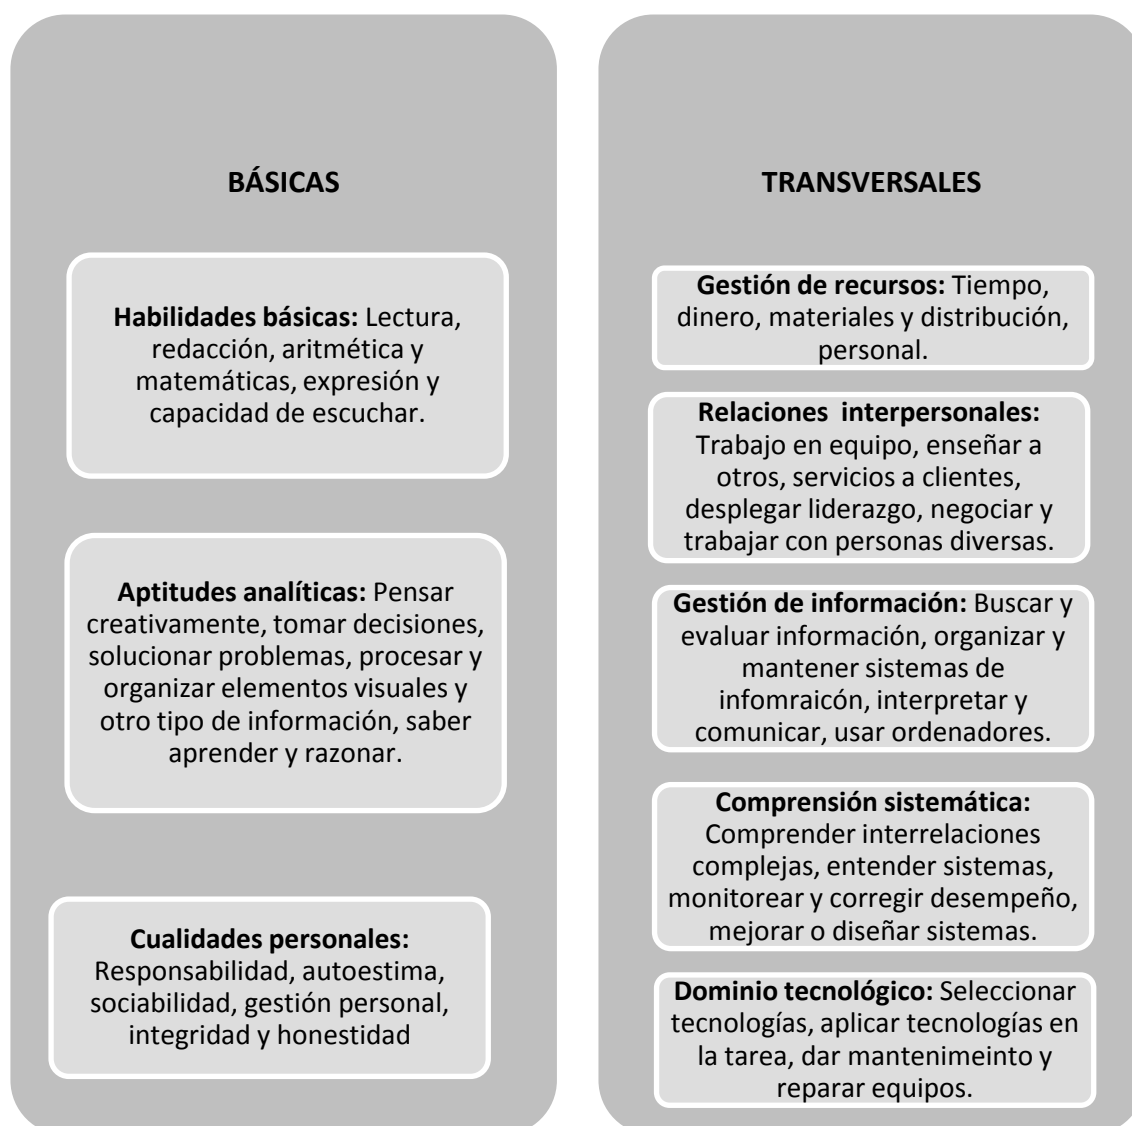 BÁSICAS
Habilidades básicas: Lectura,
redacción, aritmética y
matemáticas, expresión y
capacidad de escuchar.
Aptitudes analíticas: Pensar
creativamente, tomar decisiones,
solucionar problemas, procesar y
organizar elementos visuales y
otro tipo de información, saber
aprender y razonar.
Cualidades personales:
Responsabilidad, autoestima,
sociabilidad, gestión personal,
integridad y honestidad
TRANSVERSALES
Gestión de recursos: Tiempo,
dinero, materiales y distribución,
personal.
Relaciones  interpersonales:
Trabajo en equipo, enseñar a
otros, servicios a clientes,
desplegar liderazgo, negociar y
trabajar con personas diversas.
Gestión de información: Buscar y
evaluar información, organizar y
mantener sistemas de
infomraicón, interpretar y
comunicar, usar ordenadores.
Comprensión sistemática:
Comprender interrelaciones
complejas, entender sistemas,
monitorear y corregir desempeño,
mejorar o diseñar sistemas.
Dominio tecnológico: Seleccionar
tecnologías, aplicar tecnologías en
la tarea, dar mantenimeinto y
reparar equipos.